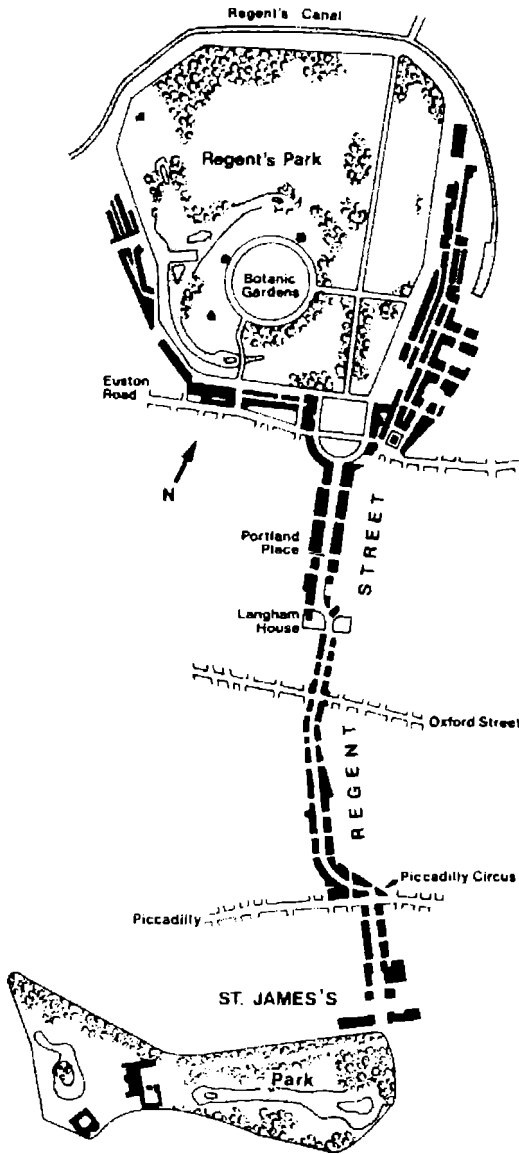 Regent's Canal
Regent's Park
Botanic
Gardens
Euston
Road
N
Portland
Place
STREET
Langham
House
Oxford Street
REGENT
Piccadilly Circus
Piccadilly
ST. JAMES'S
Park